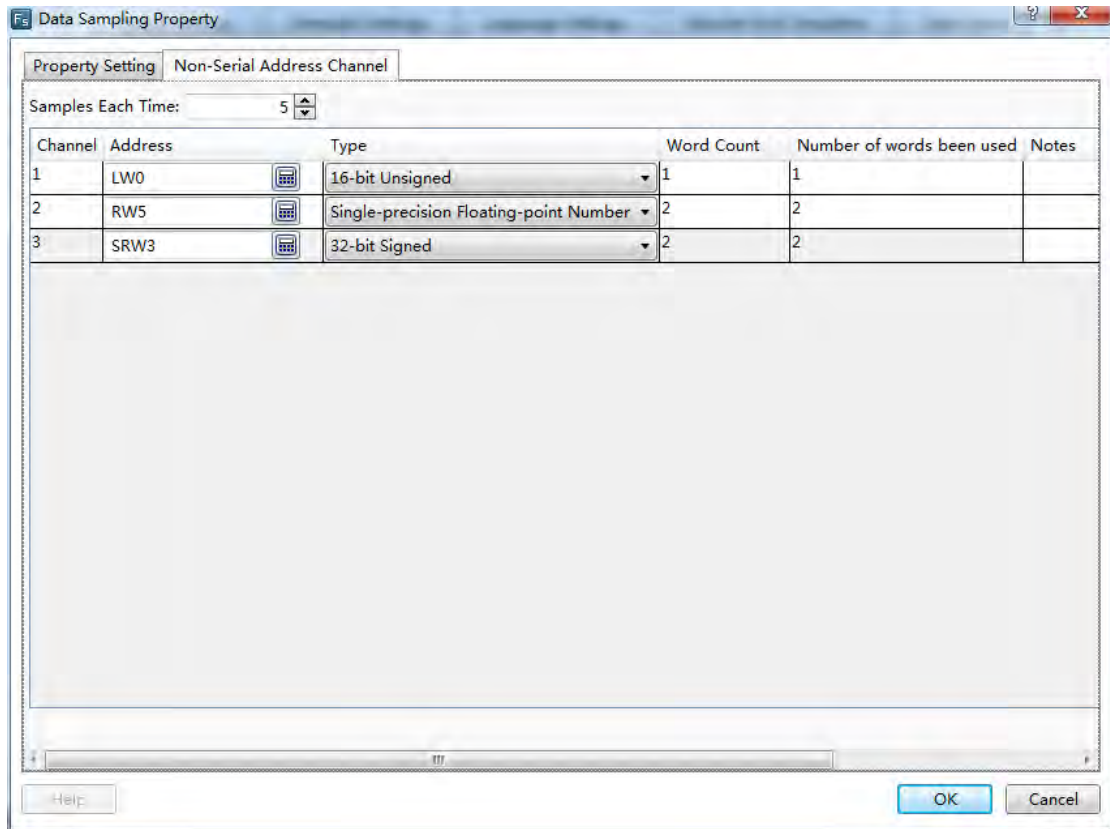 Fs Data Sampling Property
Property Setting Non-Serial Address Channel
Samples Each Time: 5
Channel Address Type Word Count Number of words been used Notes
1 LW0 16-bit Unsigned 1 1
2 RW5 Single-precision Floating-point Number 2 2
3 SRW3 32-bit Signed 2 2
Help OK Cancel